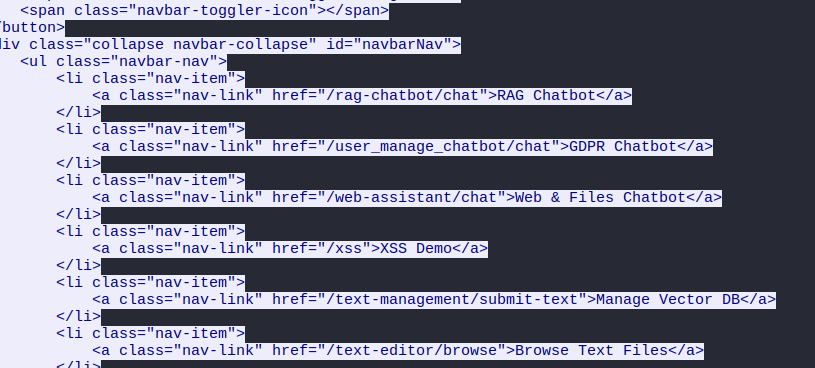 <span class="navbar-toggler-icon"></span>
/button>
div class="collapse navbar-collapse" id="navbarNav">
<ul class="navbar-nav">
<li class="nav-item">
<a class="nav-link" href="/rag-chatbot/chat">RAG Chatbot</a>
</li>
<li class="nav-item">
<a class="nav-link" href="/user_manage_chatbot/chat">GDPR Chatbot</a>
</li>
<li class="nav-item">
<a class="nav-link" href="/web-assistant/chat">Web & Files Chatbot</a>
</li>
<li class="nav-item">
<a class="nav-link" href="/xss">XSS Demo</a>
</li>
<li class="nav-item">
<a class="nav-link" href="/text-management/submit-text">Manage Vector DB</a>
</li>
<li class="nav-item">
<a class="nav-link" href="/text-editor/browse">Browse Text Files</a>
</li>